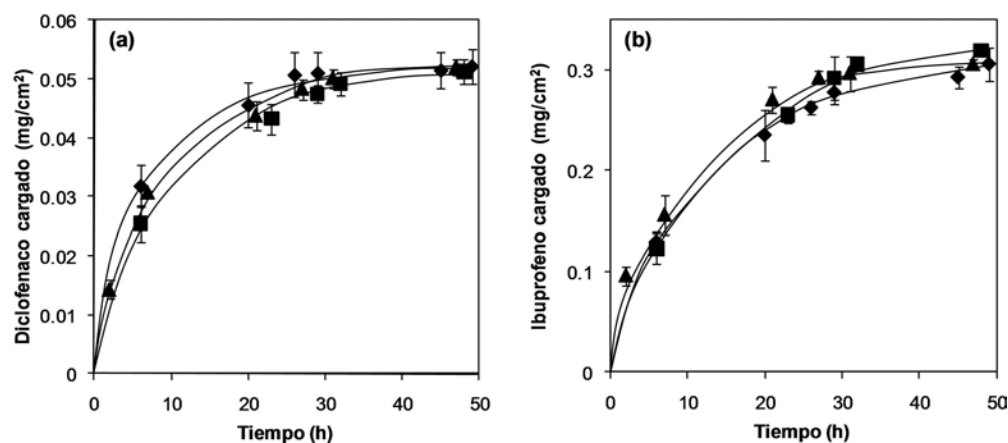 (a)
Diclofenaco cargado (mg/cm²)
0.06
0.05
0.04
0.03
0.02
0.01
0
0 10 20 30 40 50
Tiempo (h)
(b)
Ibuprofeno cargado (mg/cm²)
0.3
0.2
0.1
0
0 10 20 30 40 50
Tiempo (h)